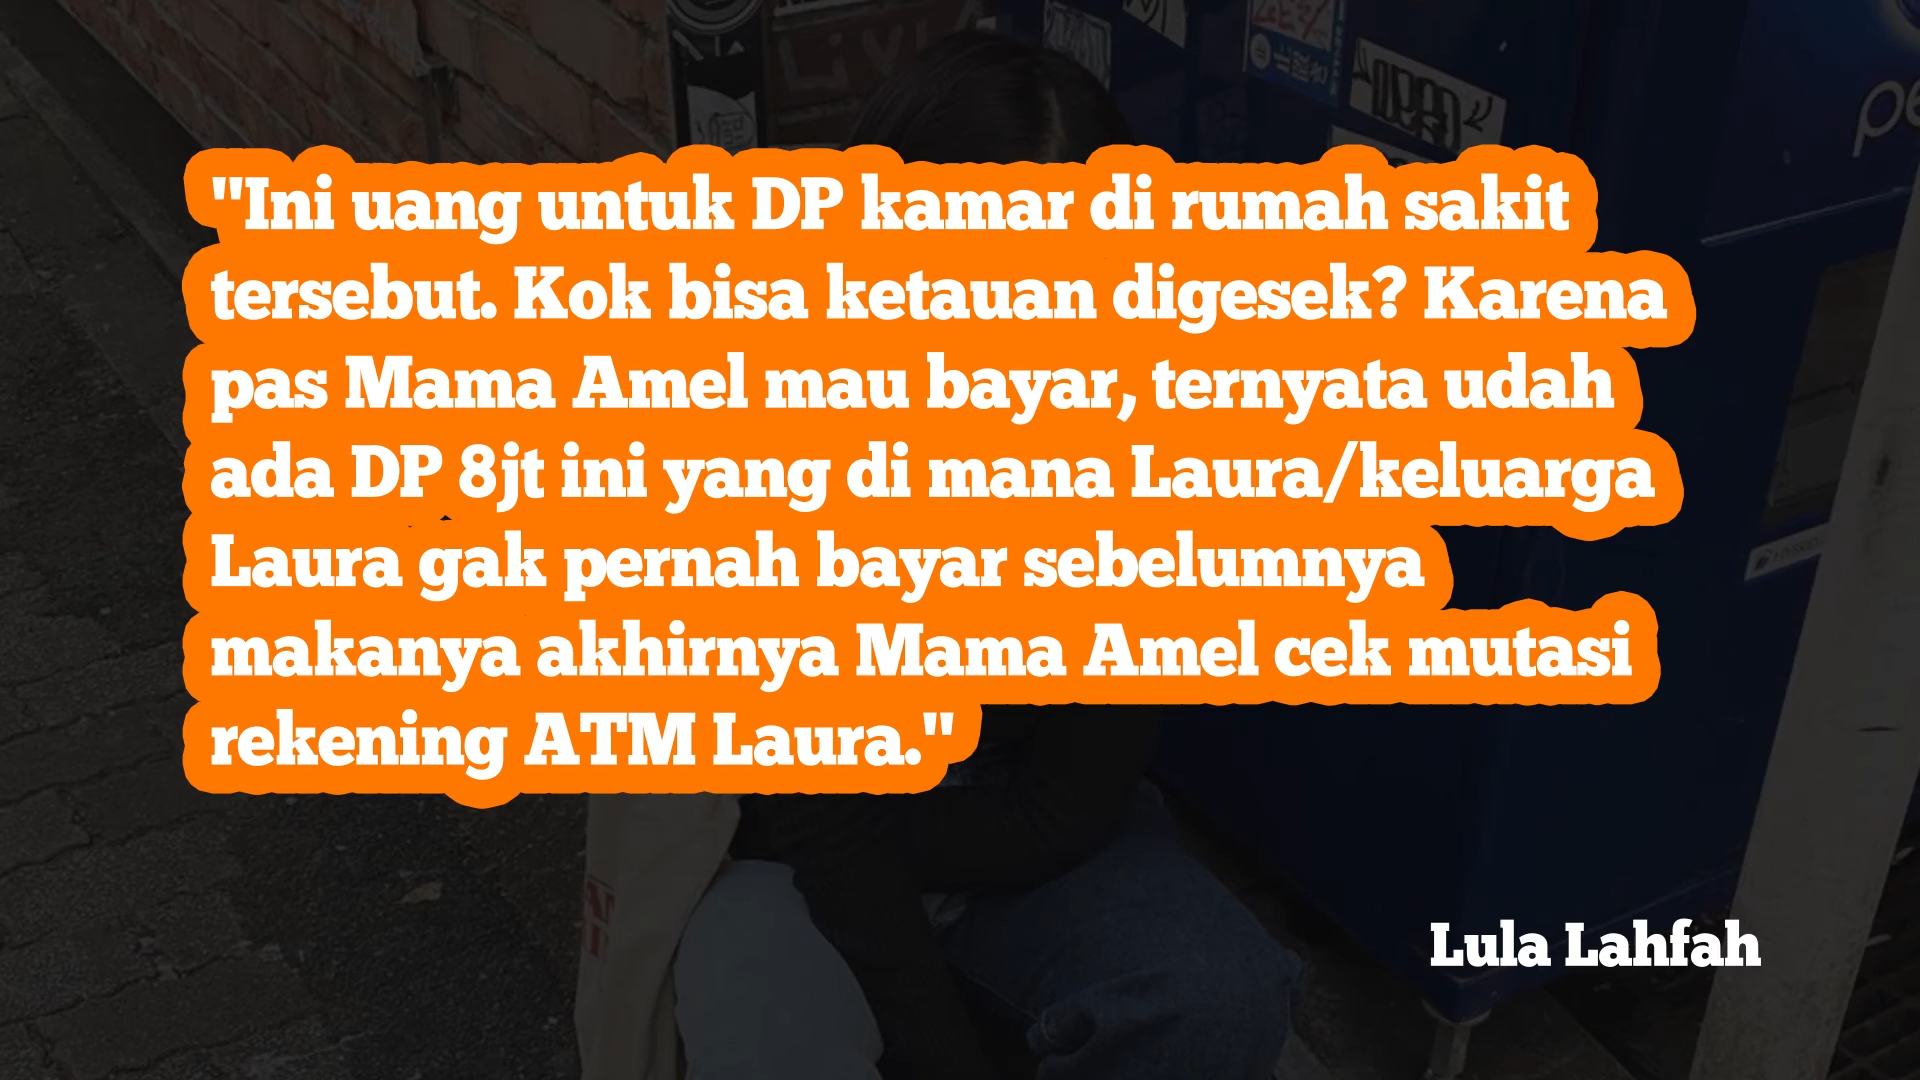 "Ini uang untuk DP kamar di rumah sakit
tersebut. Kok bisa ketauan digesek? Karena
pas Mama Amel mau bayar, ternyata udah
ada DP 8jt ini yang di mana Laura/keluarga
Laura gak pernah bayar sebelumnya
makanya akhirnya Mama Amel cek mutasi
rekening ATM Laura."
Lula Lahfah